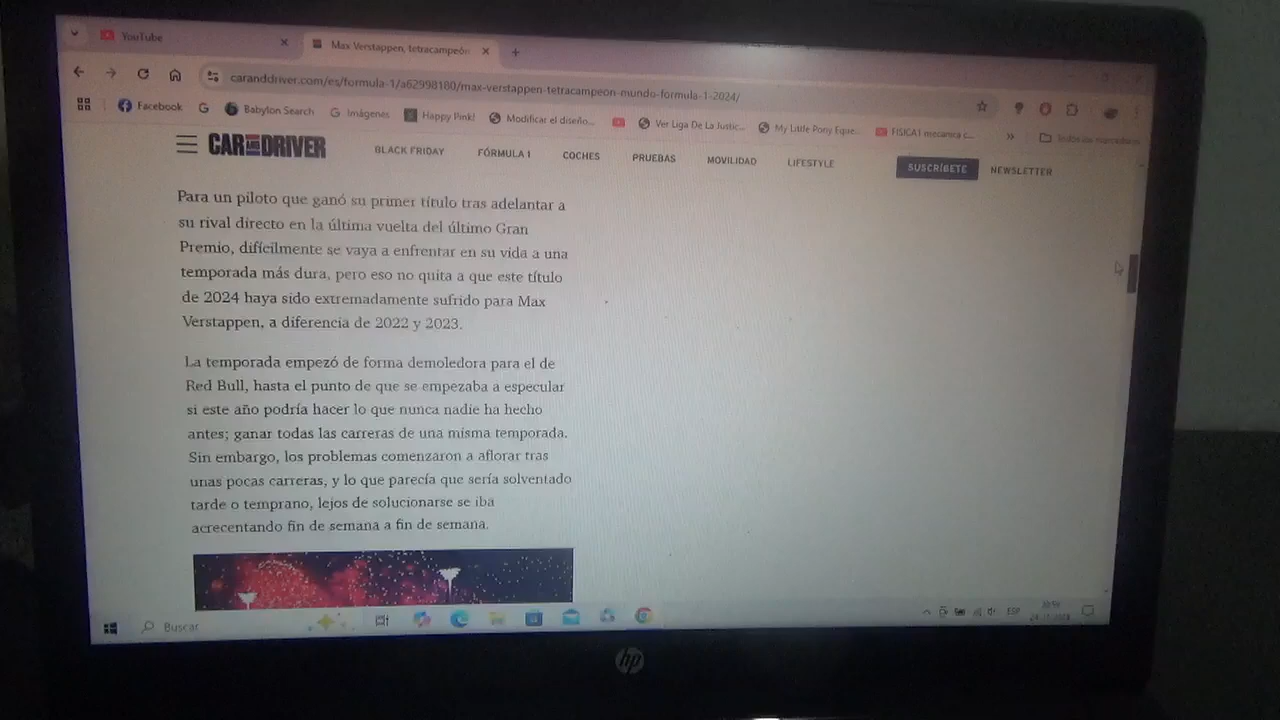 YouTube
Max Verstappen, tetracampeón
caranddriver.com/es/formula-1/a62998180/max-verstappen-tetracampeon-mundo-formula-1-2024/
Facebook
G
Babylon Search
G Imágenes
Happy Pink!
Modificar el diseño...
Ver Liga De La Justic...
My Little Pony Eque...
FISICA1 mecanica c...
Todos los marcadores
CAR AND DRIVER
BLACK FRIDAY
FÓRMULA 1
COCHES
PRUEBAS
MOVILIDAD
LIFESTYLE
SUSCRÍBETE
NEWSLETTER
Para un piloto que ganó su primer título tras adelantar a
su rival directo en la última vuelta del último Gran
Premio, difícilmente se vaya a enfrentar en su vida a una
temporada más dura, pero eso no quita a que este título
de 2024 haya sido extremadamente sufrido para Max
Verstappen, a diferencia de 2022 y 2023.
La temporada empezó de forma demoledora para el de
Red Bull, hasta el punto de que se empezaba a especular
si este año podría hacer lo que nunca nadie ha hecho
antes; ganar todas las carreras de una misma temporada.
Sin embargo, los problemas comenzaron a aflorar tras
unas pocas carreras, y lo que parecía que sería solventado
tarde o temprano, lejos de solucionarse se iba
acrecentando fin de semana a fin de semana.
Buscar
ESP
hp